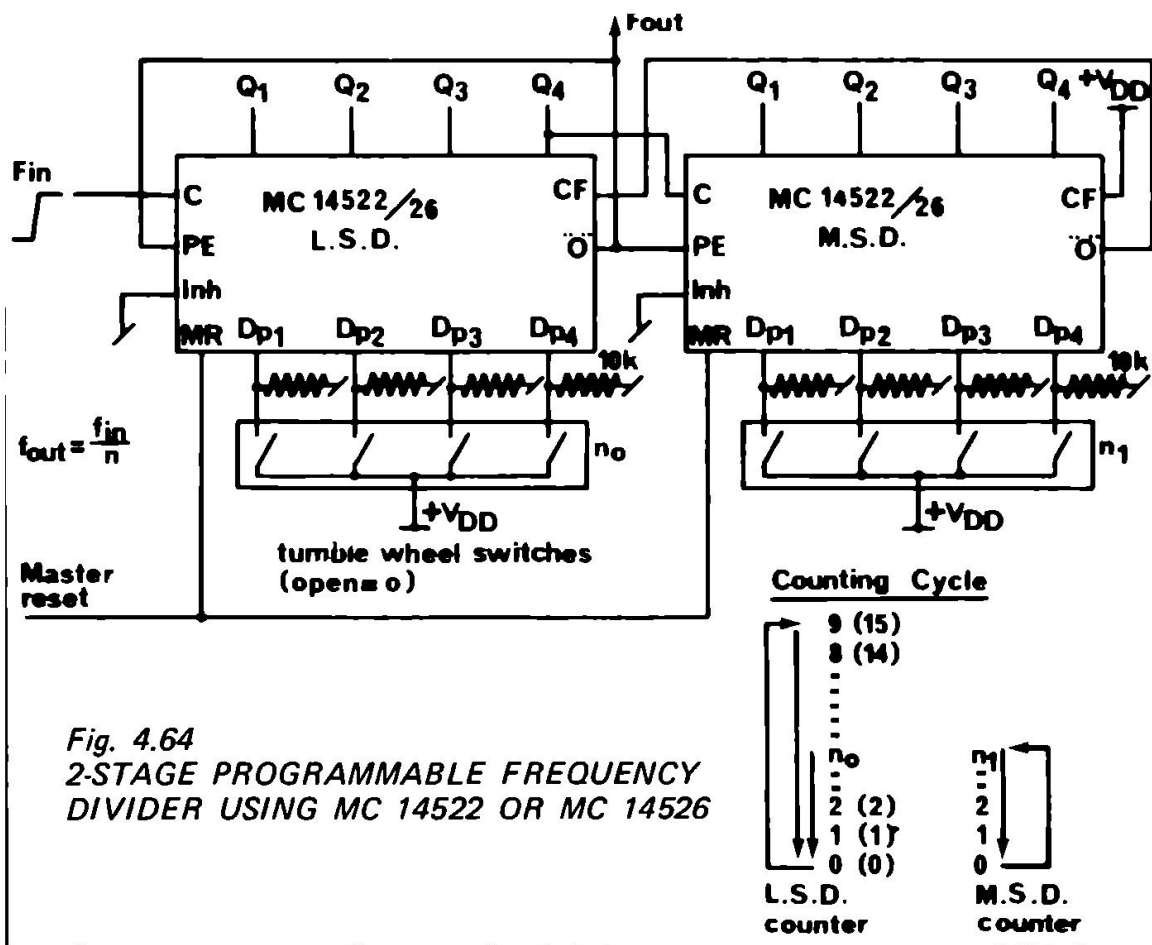 Fout
Q1 Q2 Q3 Q4
Q1 Q2 Q3 Q4 +VDD
Fin
C MC 14522/26 CF
L.S.D.
PE "O"
Inh
MR Dp1 Dp2 Dp3 Dp4
C MC 14522/26 CF
M.S.D.
PE "O"
Inh
MR Dp1 Dp2 Dp3 Dp4
10k
10k
fout = fin/n
no
n1
+VDD
+VDD
tumble wheel switches
(open=o)
Master
reset
Counting Cycle
9 (15)
8 (14)
no
2 (2)
1 (1)
0 (0)
L.S.D.
counter
n1
2
1
0
M.S.D.
counter
Fig. 4.64
2-STAGE PROGRAMMABLE FREQUENCY
DIVIDER USING MC 14522 OR MC 14526